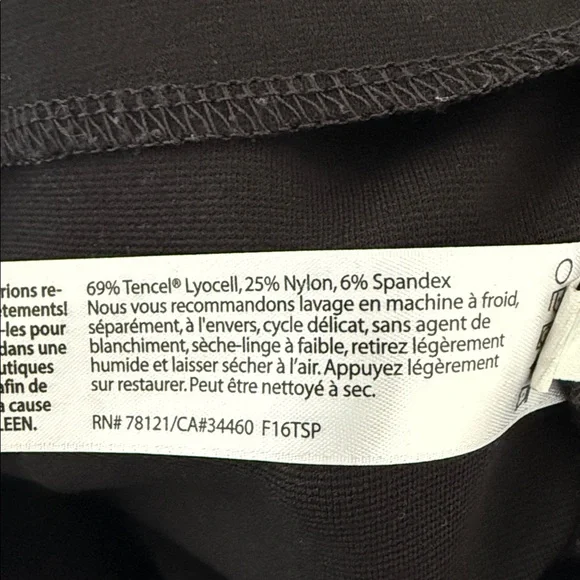 rions re-
tements!
-les pour
dans une
utiques
afin de
a cause
LEEN.
69% Tencel® Lyocell, 25% Nylon, 6% Spandex
Nous vous recommandons lavage en machine à froid,
séparément, à l'envers, cycle délicat, sans agent de
blanchiment, sèche-linge à faible, retirez légèrement
humide et laisser sécher à l'air. Appuyez légèrement
sur restaurer. Peut être nettoyé à sec.
RN# 78121/CA#34460 F16TSP